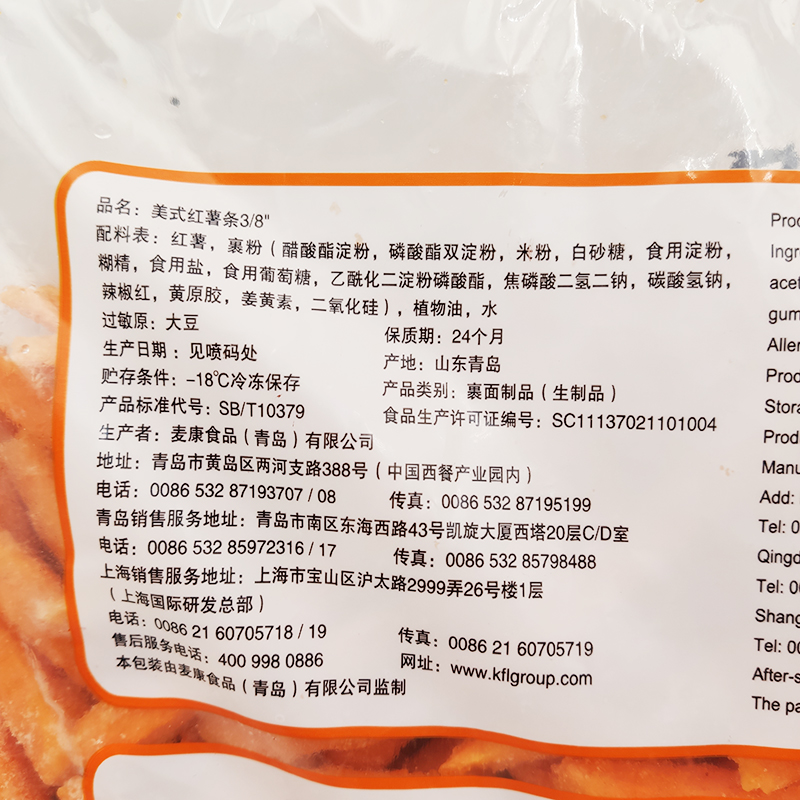 品名：美式红薯条3/8"
配料表：红薯，裹粉（醋酸酯淀粉，磷酸酯双淀粉，米粉，白砂糖，食用淀粉，
糊精，食用盐，食用葡萄糖，乙酰化二淀粉磷酸酯，焦磷酸二氢二钠，碳酸氢钠，
辣椒红，黄原胶，姜黄素，二氧化硅），植物油，水
过敏原：大豆 保质期：24个月
生产日期：见喷码处 产地：山东青岛
贮存条件：-18℃冷冻保存 产品类别：裹面制品（生制品）
产品标准代号：SB/T10379 食品生产许可证编号：SC11137021101004
生产者：麦康食品（青岛）有限公司
地址：青岛市黄岛区两河支路388号（中国西餐产业园内）
电话：0086 532 87193707 / 08 传真：0086 532 87195199
青岛销售服务地址：青岛市南区东海西路43号凯旋大厦西塔20层C/D室
电话：0086 532 85972316 / 17 传真：0086 532 85798488
上海销售服务地址：上海市宝山区沪太路2999弄26号楼1层
（上海国际研发总部）
电话：0086 21 60705718 / 19 传真：0086 21 60705719
售后服务电话：400 998 0886 网址：www.kflgroup.com
本包装由麦康食品（青岛）有限公司监制
Produ
Ingre
acet
gum
Aller
Prod
Stora
Prod
Manu
Add:
Tel: 0
Qingd
Tel: 00
Shang
Tel: 00
After-s
The pa